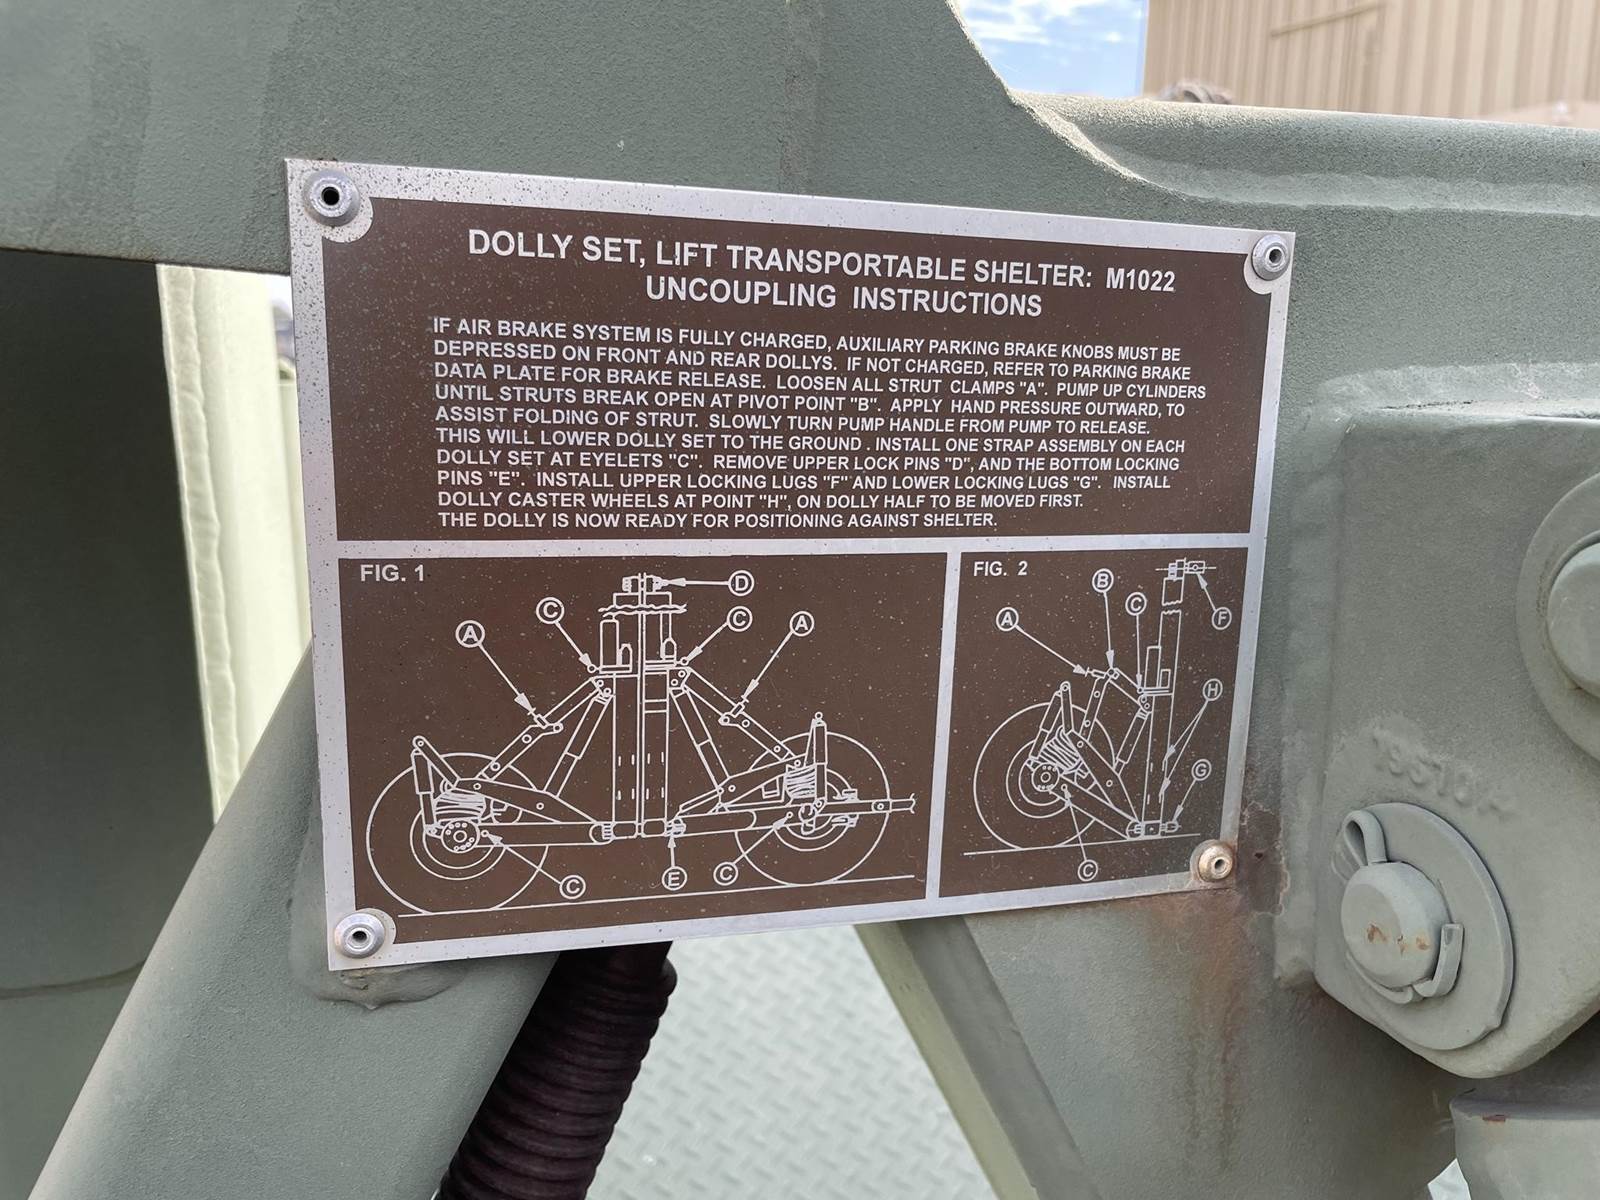 DOLLY SET, LIFT TRANSPORTABLE SHELTER: M1022
UNCOUPLING INSTRUCTIONS
IF AIR BRAKE SYSTEM IS FULLY CHARGED, AUXILIARY PARKING BRAKE KNOBS MUST BE
DEPRESSED ON FRONT AND REAR DOLLYS. IF NOT CHARGED, REFER TO PARKING BRAKE
DATA PLATE FOR BRAKE RELEASE. LOOSEN ALL STRUT CLAMPS "A". PUMP UP CYLINDERS
UNTIL STRUTS BREAK OPEN AT PIVOT POINT "B". APPLY HAND PRESSURE OUTWARD, TO
ASSIST FOLDING OF STRUT. SLOWLY TURN PUMP HANDLE FROM PUMP TO RELEASE.
THIS WILL LOWER DOLLY SET TO THE GROUND . INSTALL ONE STRAP ASSEMBLY ON EACH
DOLLY SET AT EYELETS "C". REMOVE UPPER LOCK PINS "D", AND THE BOTTOM LOCKING
PINS "E". INSTALL UPPER LOCKING LUGS "F" AND LOWER LOCKING LUGS "G". INSTALL
DOLLY CASTER WHEELS AT POINT "H", ON DOLLY HALF TO BE MOVED FIRST.
THE DOLLY IS NOW READY FOR POSITIONING AGAINST SHELTER.
FIG. 1
D
C
C
A
A
C
E
C
FIG. 2
B
A
C
F
H
G
C